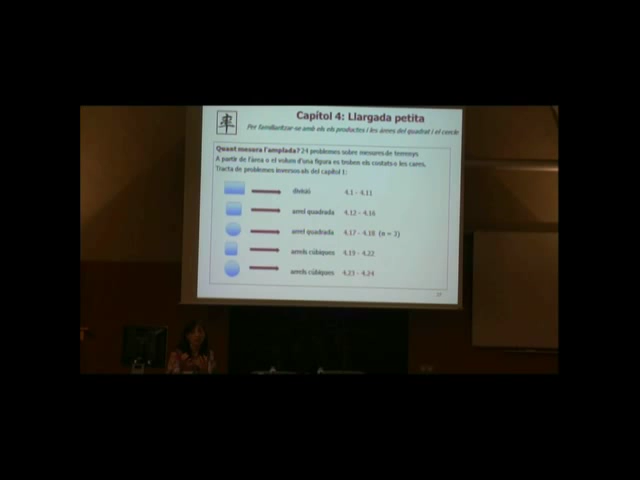 Capítol 4: Llargada petita
Per familiaritzar-se amb els els productes i les àrees del quadrat i el cercle
Quant mesura l'amplada? 24 problemes sobre mesures de terrenys
A partir de l'àrea o el volum d'una figura es troben els costats o les cares.
Tracta de problemes inversos als del capítol 1:
divisió 4.1 - 4.11
arrel quadrada 4.12 - 4.16
arrel quadrada 4.17 - 4.18 (π = 3)
arrels cúbiques 4.19 - 4.22
arrels cúbiques 4.23 - 4.24